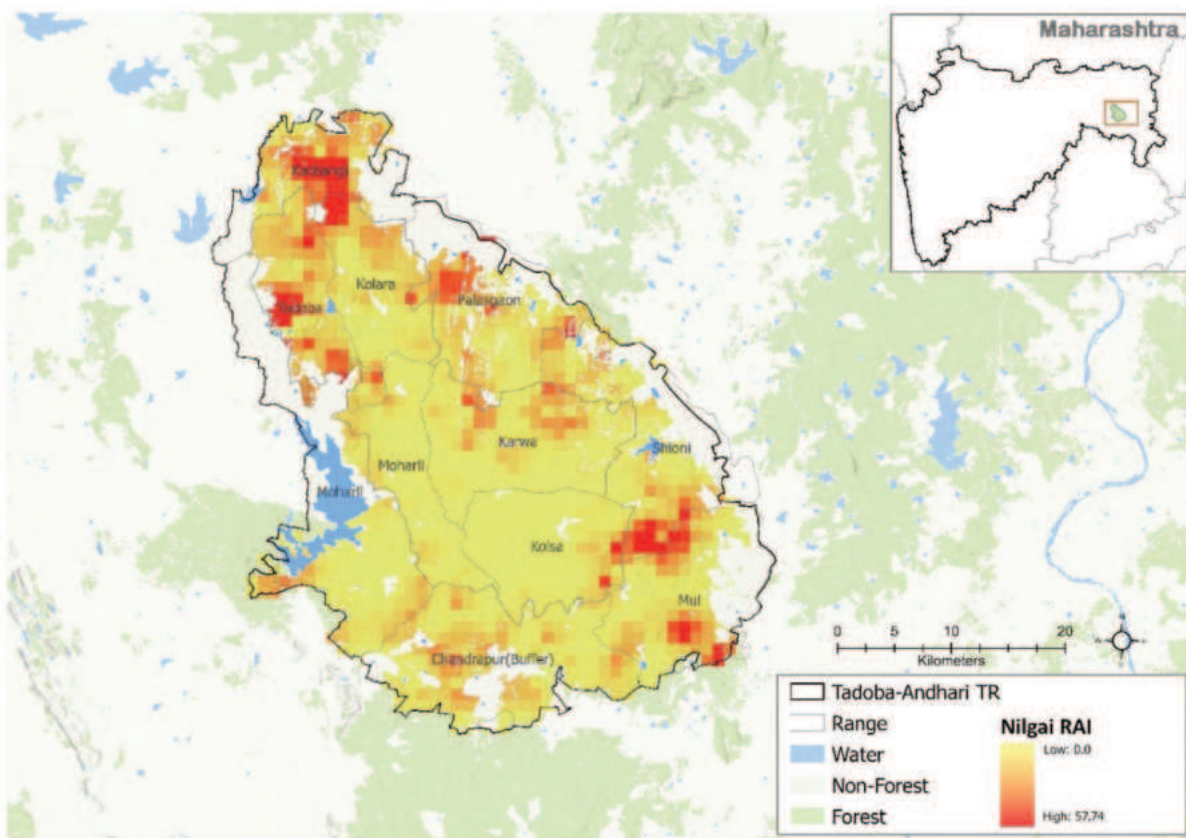 Maharashtra
Kolara
Palasgaon
Tadoba
Karwa
Shioni
Moharli
Moharli
Kolsa
Mul
Chandrapur(Buffer)
0 5 10 20
Kilometers
Tadoba-Andhari TR
Range
Water
Non-Forest
Forest
Nilgai RAI
Low: 0.0
High: 57.74